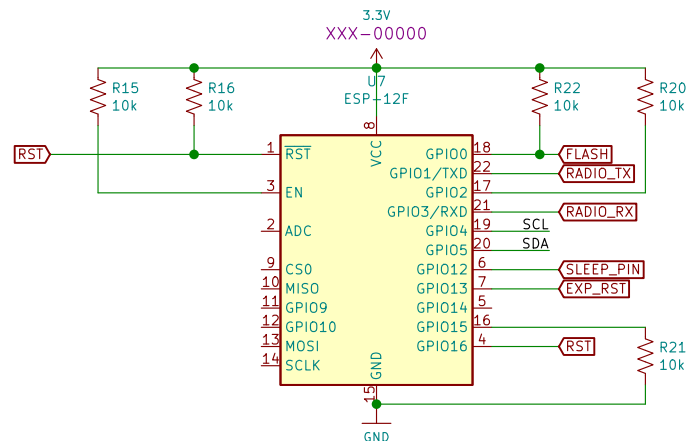 3.3V
XXX-00000
U7
ESP-12F
R15
10k
R16
10k
R22
10k
R20
10k
8
VCC
RST
1
RST
3
EN
2
ADC
9
CS0
10
MISO
11
GPIO9
12
GPIO10
13
MOSI
14
SCLK
GPIO0
18
FLASH
GPIO1/TXD
22
RADIO_TX
GPIO2
17
GPIO3/RXD
21
RADIO_RX
GPIO4
19
SCL
GPIO5
20
SDA
GPIO12
6
SLEEP_PIN
GPIO13
7
EXP_RST
GPIO14
5
GPIO15
16
GPIO16
4
RST
R21
10k
GND
15
GND